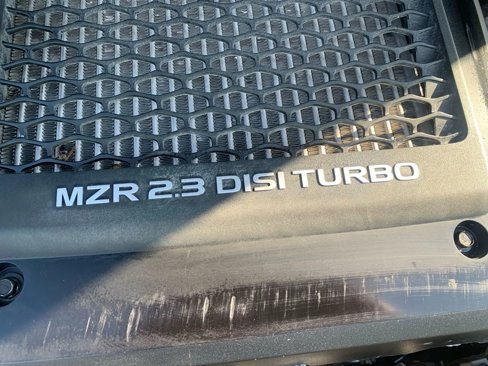 MZR 2.3 DISI TURBO